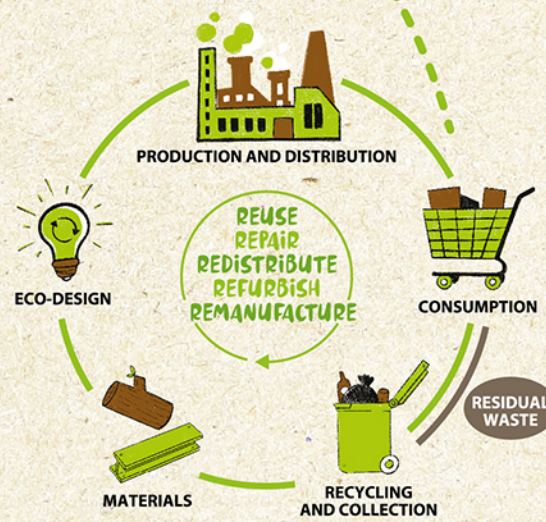 PRODUCTION AND DISTRIBUTION
REUSE
REPAIR
REDISTRIBUTE
REFURBISH
REMANUFACTURE
ECO-DESIGN
CONSUMPTION
RESIDUAL
WASTE
MATERIALS
RECYCLING
AND COLLECTION